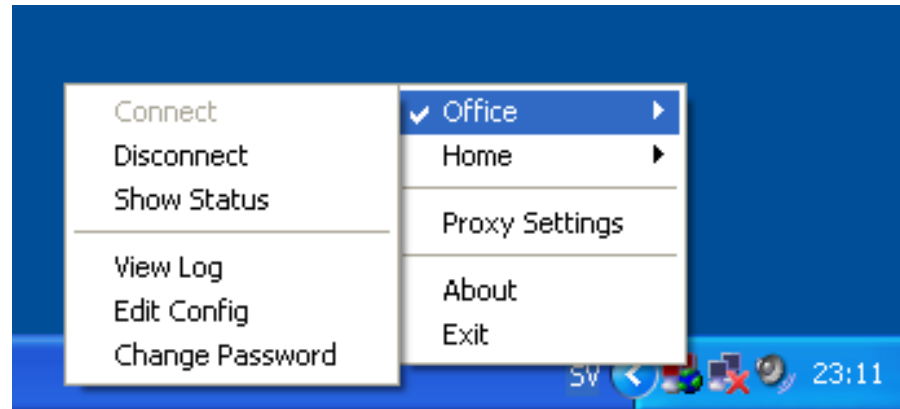 Connect
Disconnect
Show Status
View Log
Edit Config
Change Password
Office
Home
Proxy Settings
About
Exit
SV
23:11